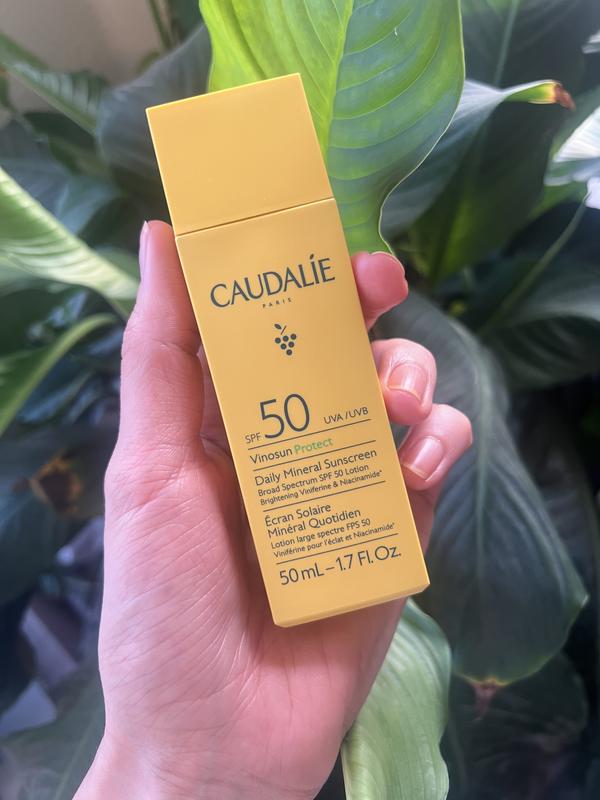 CAUDALÍE
PARIS
SPF 50 UVA/UVB
Vinosun Protect
Daily Mineral Sunscreen
Broad Spectrum SPF 50 Lotion
Brightening Viniferine & Niacinamide*
Écran Solaire
Minéral Quotidien
Lotion large spectre FPS 50
Viniférine pour l'éclat et Niacinamide*
50 mL – 1.7 Fl. Oz.